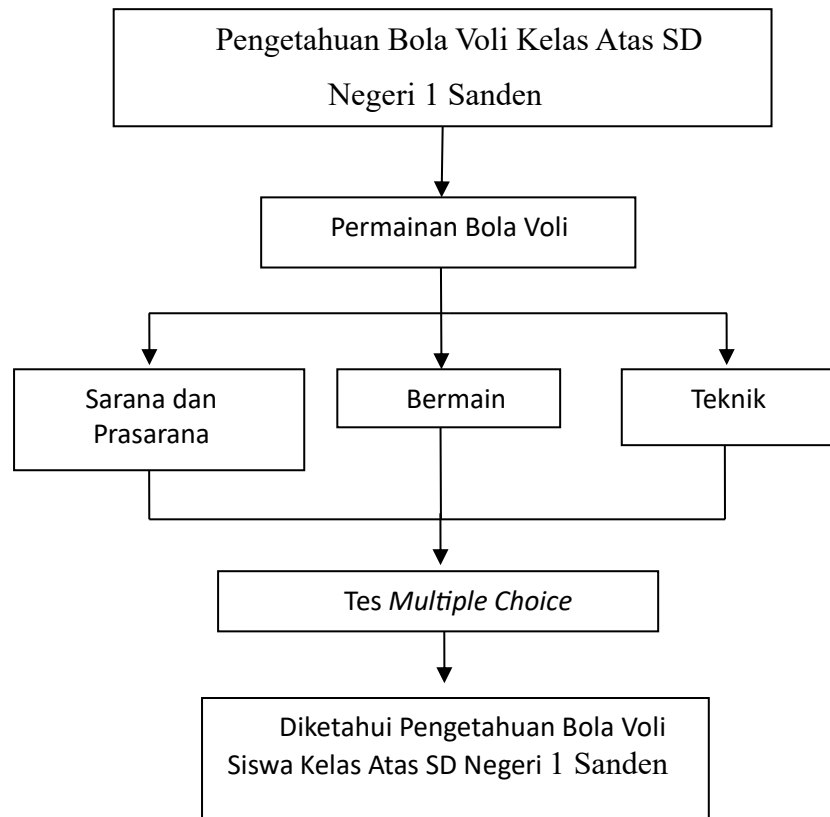 Pengetahuan Bola Voli Kelas Atas SD
Negeri 1 Sanden
Permainan Bola Voli
Sarana dan
Prasarana
Bermain
Teknik
Tes Multiple Choice
Diketahui Pengetahuan Bola Voli
Siswa Kelas Atas SD Negeri 1 Sanden